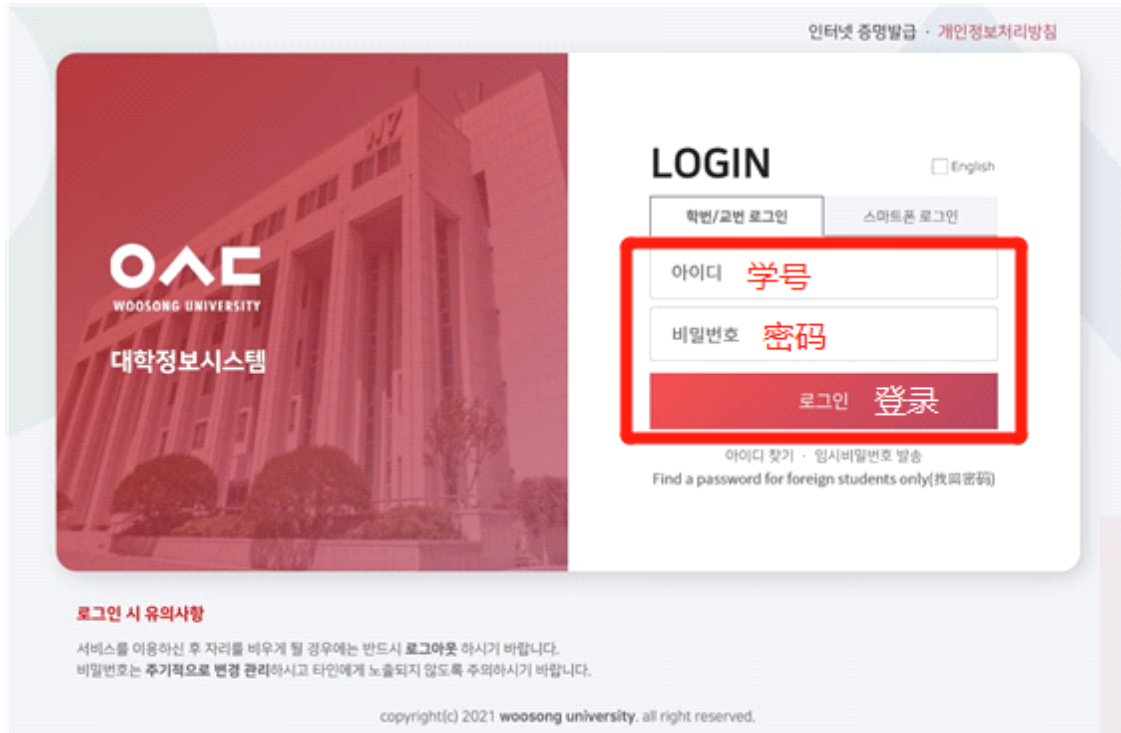 인터넷 증명발급 · 개인정보처리방침
N7
LOGIN
English
학번/교번 로그인
스마트폰 로그인
아이디 学号
비밀번호 密码
로그인 登录
아이디 찾기 · 임시비밀번호 발송
Find a password for foreign students only(找回密码)
WOOSONG UNIVERSITY
대학정보시스템
로그인 시 유의사항
서비스를 이용하신 후 자리를 비우게 될 경우에는 반드시 로그아웃 하시기 바랍니다.
비밀번호는 주기적으로 변경 관리하시고 타인에게 노출되지 않도록 주의하시기 바랍니다.
copyright(c) 2021 woosong university. all right reserved.